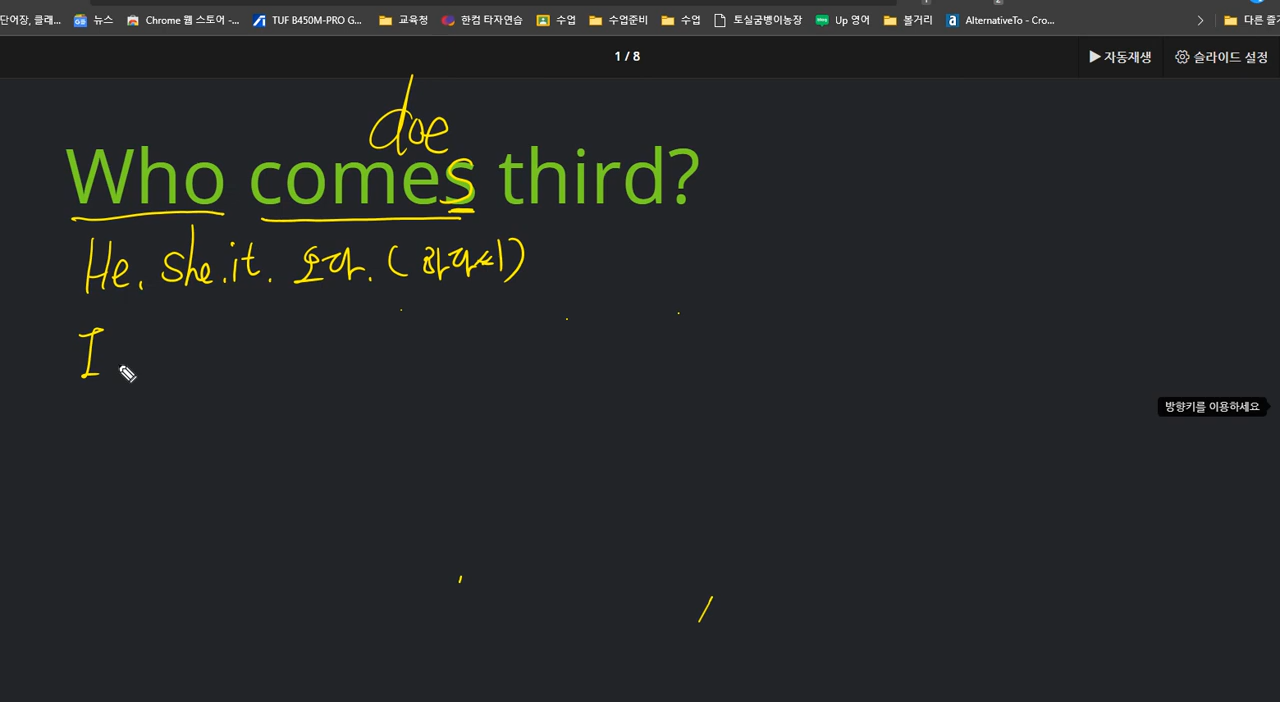 단어장, 클래... 뉴스 Chrome 웹 스토어 -... TUF B450M-PRO G... 교육청 한컴 타자연습 수업 수업준비 수업 토실궁뱅이농장 Up 영어 볼거리 AlternativeTo - Cro... 다른 즐겨
1 / 8 자동재생 슬라이드 설정
doe
Who comes third?
He. She. it. 오다. (하다씨)
I
방향키를 이용하세요